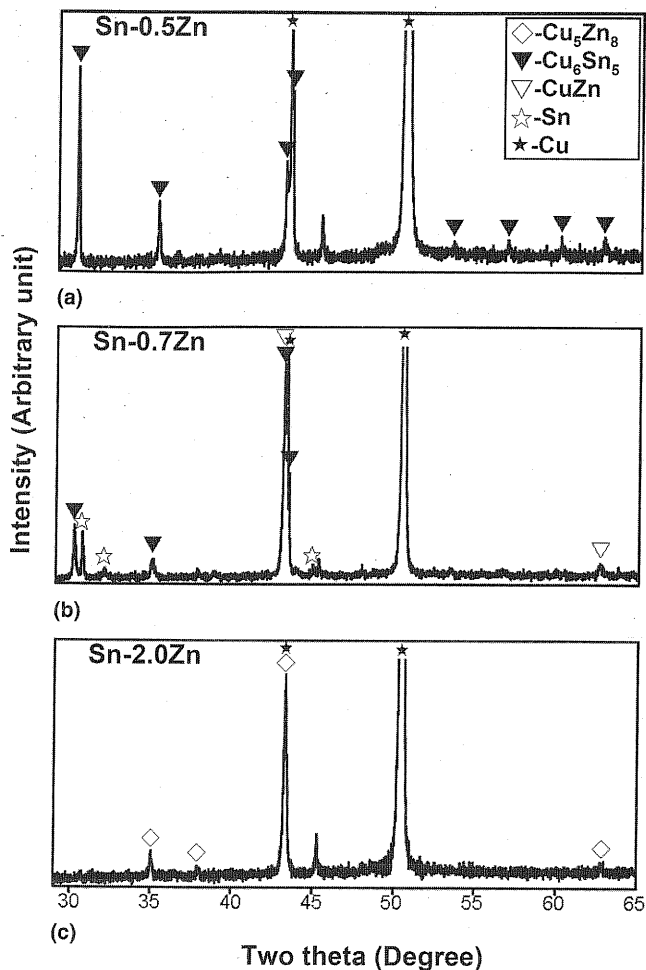 Sn-0.5Zn
-Cu5Zn8
-Cu6Sn5
-CuZn
-Sn
-Cu
(a)
Sn-0.7Zn
(b)
Sn-2.0Zn
30 35 40 45 50 55 60 65
(c)
Two theta (Degree)
Intensity (Arbitrary unit)